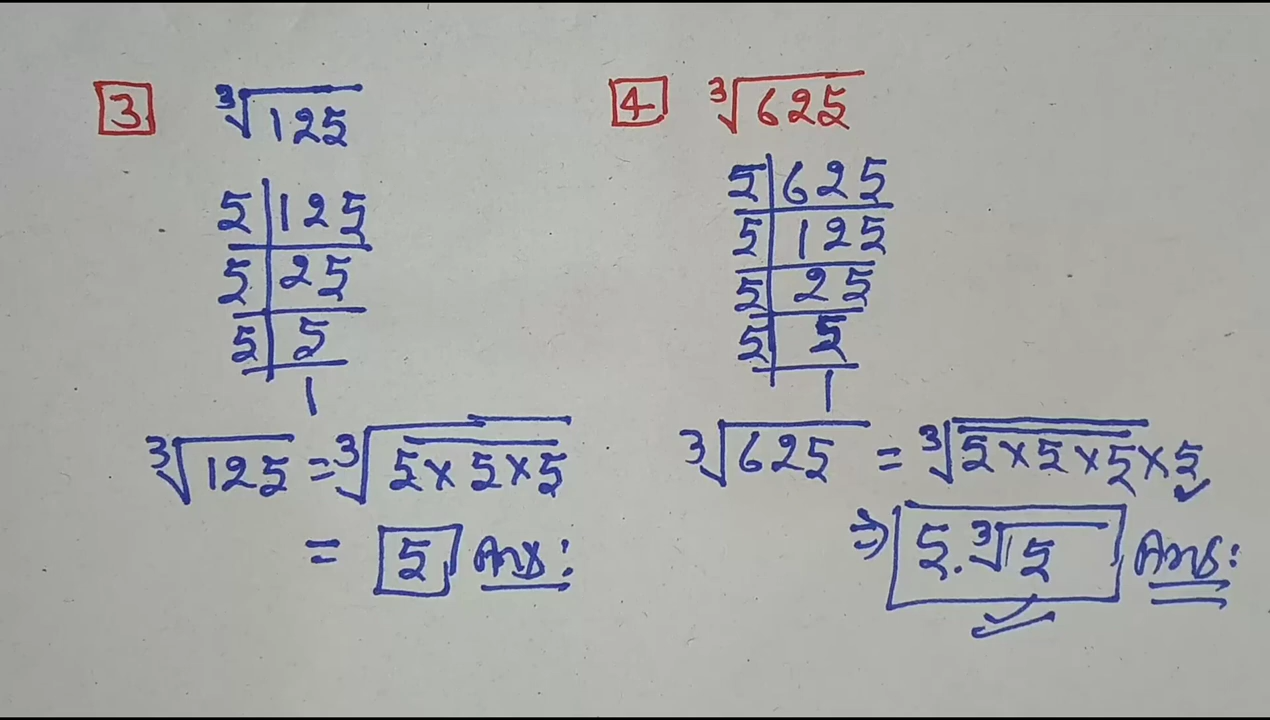 3 ∛125
5 | 125
5 | 25
5 | 5
1
∛125 = ∛5×5×5
= 5 Ans:
4 ∛625
5 | 625
5 | 125
5 | 25
5 | 5
1
∛625 = ∛5×5×5×5
⇒ 5.∛5 Ans: